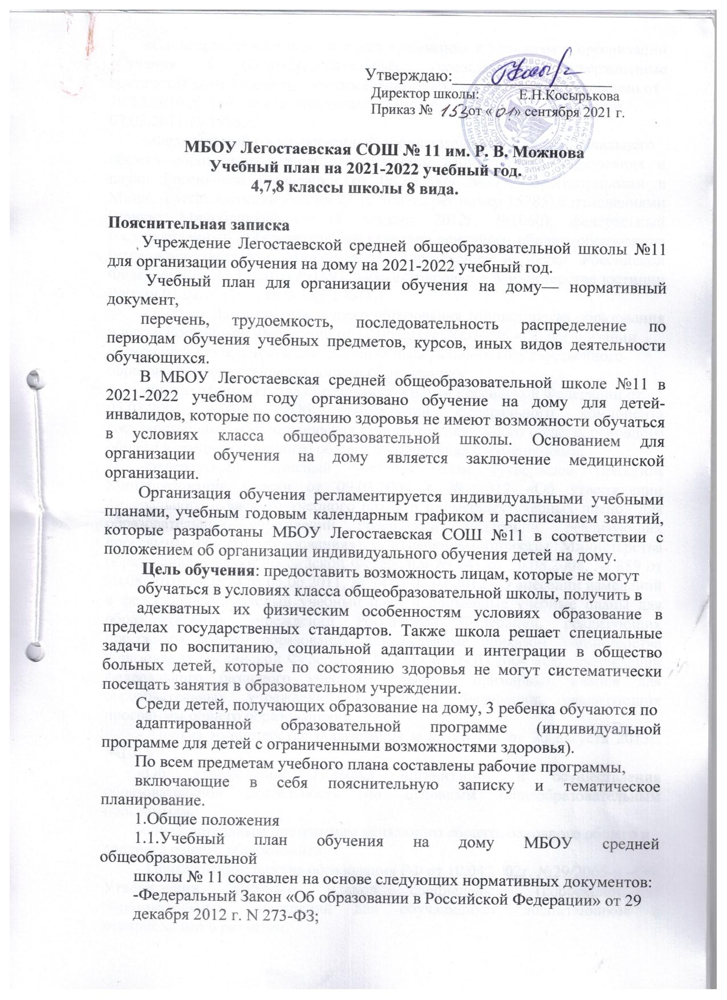 Утверждаю:
Директор школы: Е.Н.Косырькова
Приказ № 153 от «01» сентября 2021 г.
МБОУ Легостаевская СОШ № 11 им. Р. В. Можнова
Учебный план на 2021-2022 учебный год.
4,7,8 классы школы 8 вида.
Пояснительная записка
Учреждение Легостаевской средней общеобразовательной школы №11
для организации обучения на дому на 2021-2022 учебный год.
Учебный план для организации обучения на дому— нормативный
документ,
перечень, трудоемкость, последовательность распределение по
периодам обучения учебных предметов, курсов, иных видов деятельности
обучающихся.
В МБОУ Легостаевская средней общеобразовательной школе №11 в
2021-2022 учебном году организовано обучение на дому для детей-
инвалидов, которые по состоянию здоровья не имеют возможности обучаться
в условиях класса общеобразовательной школы. Основанием для
организации обучения на дому является заключение медицинской
организации.
Организация обучения регламентируется индивидуальными учебными
планами, учебным годовым календарным графиком и расписанием занятий,
которые разработаны МБОУ Легостаевская СОШ №11 в соответствии с
положением об организации индивидуального обучения детей на дому.
Цель обучения: предоставить возможность лицам, которые не могут
обучаться в условиях класса общеобразовательной школы, получить в
адекватных их физическим особенностям условиях образование в
пределах государственных стандартов. Также школа решает специальные
задачи по воспитанию, социальной адаптации и интеграции в общество
больных детей, которые по состоянию здоровья не могут систематически
посещать занятия в образовательном учреждении.
Среди детей, получающих образование на дому, 3 ребенка обучаются по
адаптированной образовательной программе (индивидуальной
программе для детей с ограниченными возможностями здоровья).
По всем предметам учебного плана составлены рабочие программы,
включающие в себя пояснительную записку и тематическое
планирование.
1.Общие положения
1.1.Учебный план обучения на дому МБОУ средней
общеобразовательной
школы № 11 составлен на основе следующих нормативных документов:
-Федеральный Закон «Об образовании в Российской Федерации» от 29
декабря 2012 г. N 273-ФЗ;